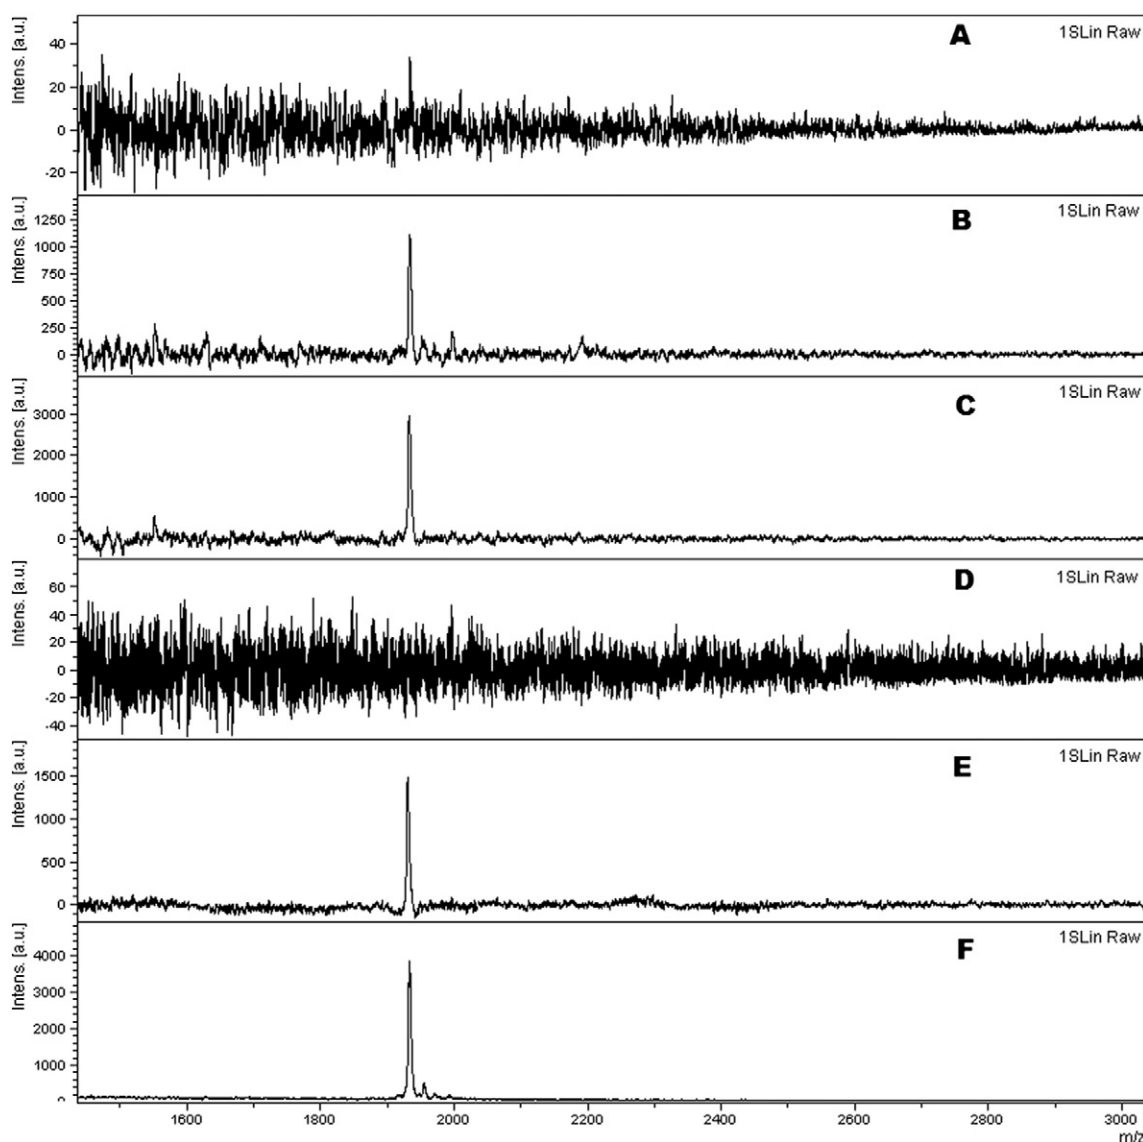 A
1SLin Raw
Intens. [a.u.]
40
20
0
-20
B
1SLin Raw
Intens. [a.u.]
1250
1000
750
500
250
0
C
1SLin Raw
Intens. [a.u.]
3000
2000
1000
0
D
1SLin Raw
Intens. [a.u.]
60
40
20
0
-20
-40
E
1SLin Raw
Intens. [a.u.]
1500
1000
500
0
F
1SLin Raw
Intens. [a.u.]
4000
3000
2000
1000
0
1600 1800 2000 2200 2400 2600 2800 3000
m/z